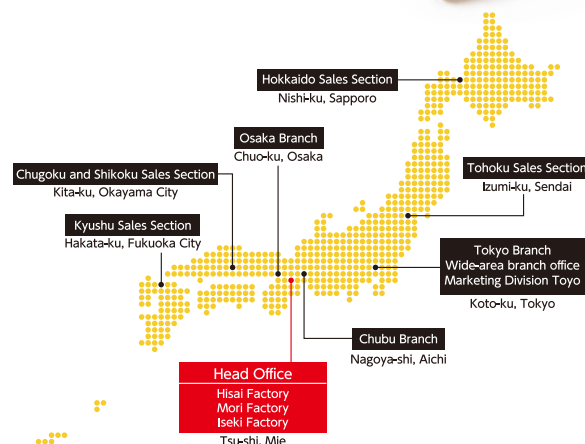 Hokkaido Sales Section
Nishi-ku, Sapporo
Osaka Branch
Chuo-ku, Osaka
Chugoku and Shikoku Sales Section
Kita-ku, Okayama City
Tohoku Sales Section
Izumi-ku, Sendai
Kyushu Sales Section
Hakata-ku, Fukuoka City
Tokyo Branch
Wide-area branch office
Marketing Division Toyo
Koto-ku, Tokyo
Chubu Branch
Nagoya-shi, Aichi
Head Office
Hisai Factory
Mori Factory
Iseki Factory
Tsu-shi, Mie